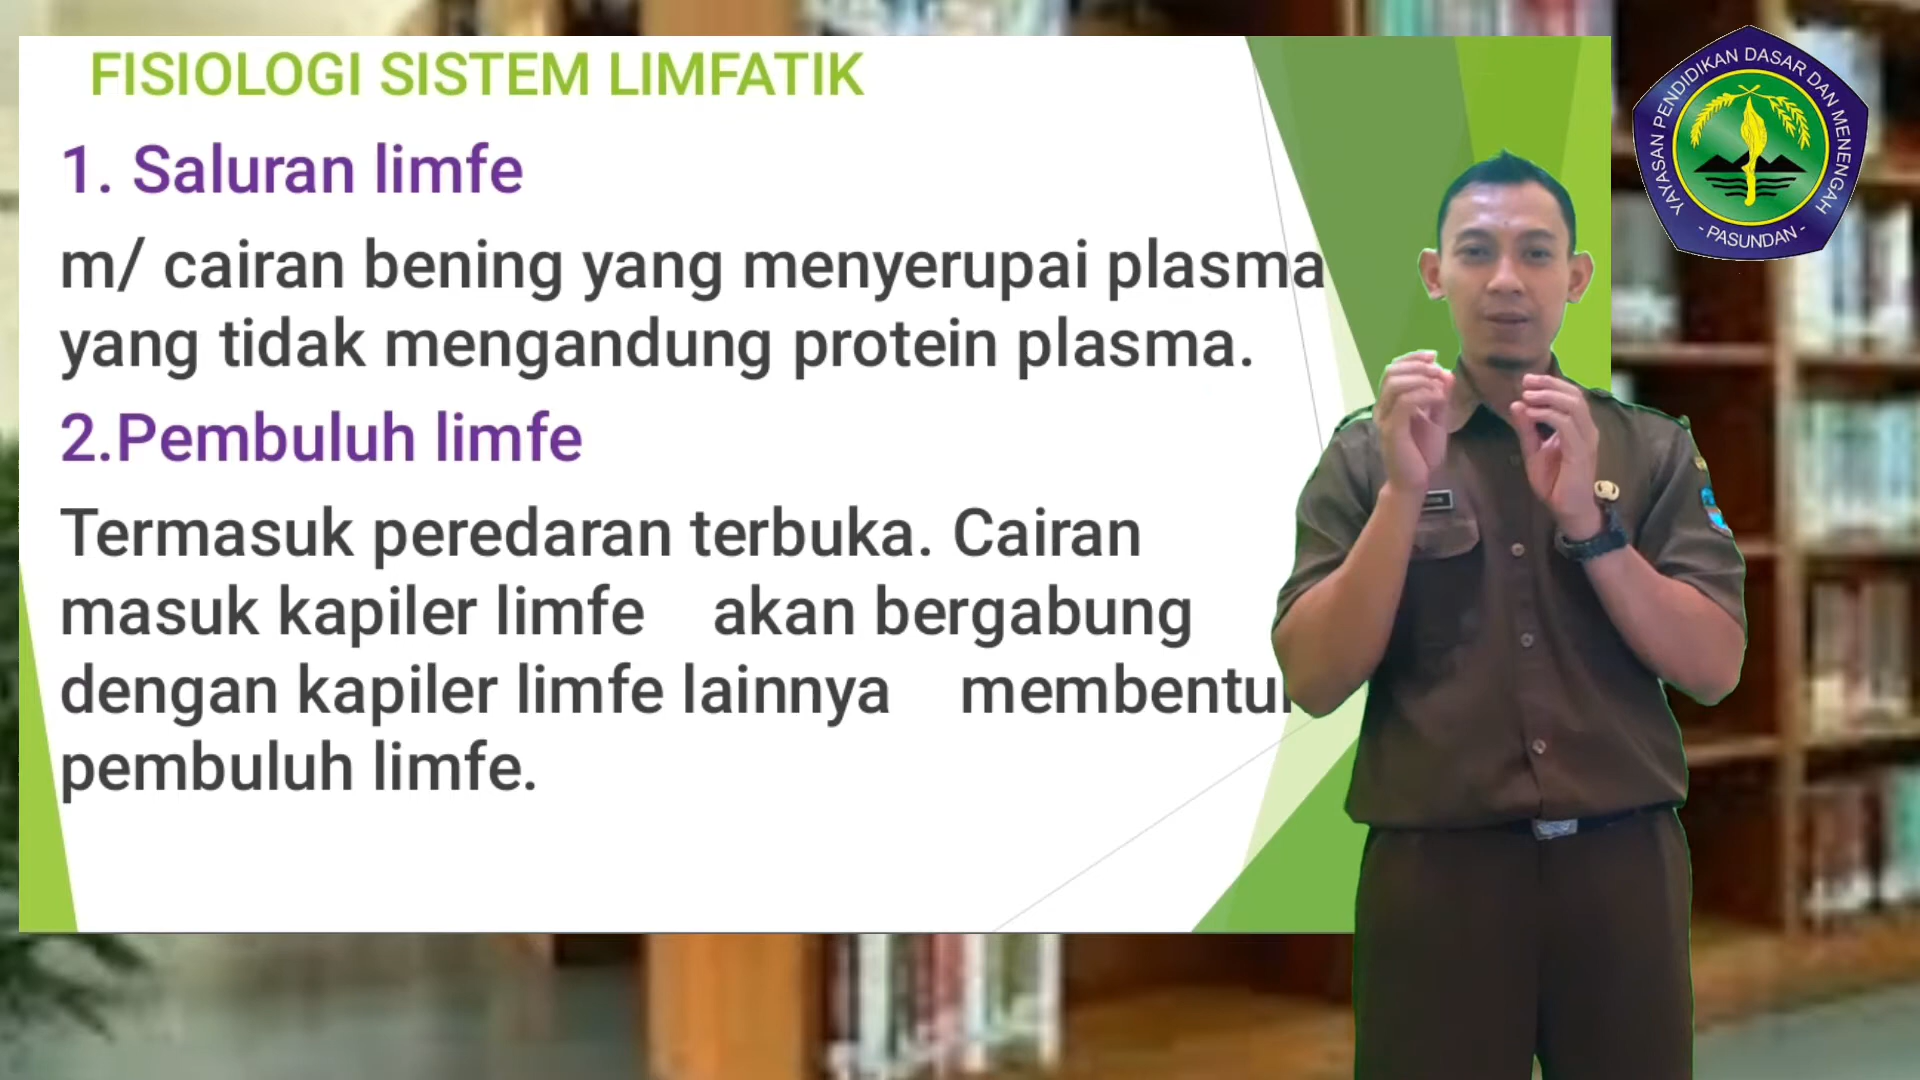 FISIOLOGI SISTEM LIMFATIK
1. Saluran limfe
m/ cairan bening yang menyerupai plasma
yang tidak mengandung protein plasma.
2.Pembuluh limfe
Termasuk peredaran terbuka. Cairan
masuk kapiler limfe akan bergabung
dengan kapiler limfe lainnya
pembuluh limfe.
YAYASAN PENDIDIKAN DASAR DAN MENENGAH
- PASUNDAN -